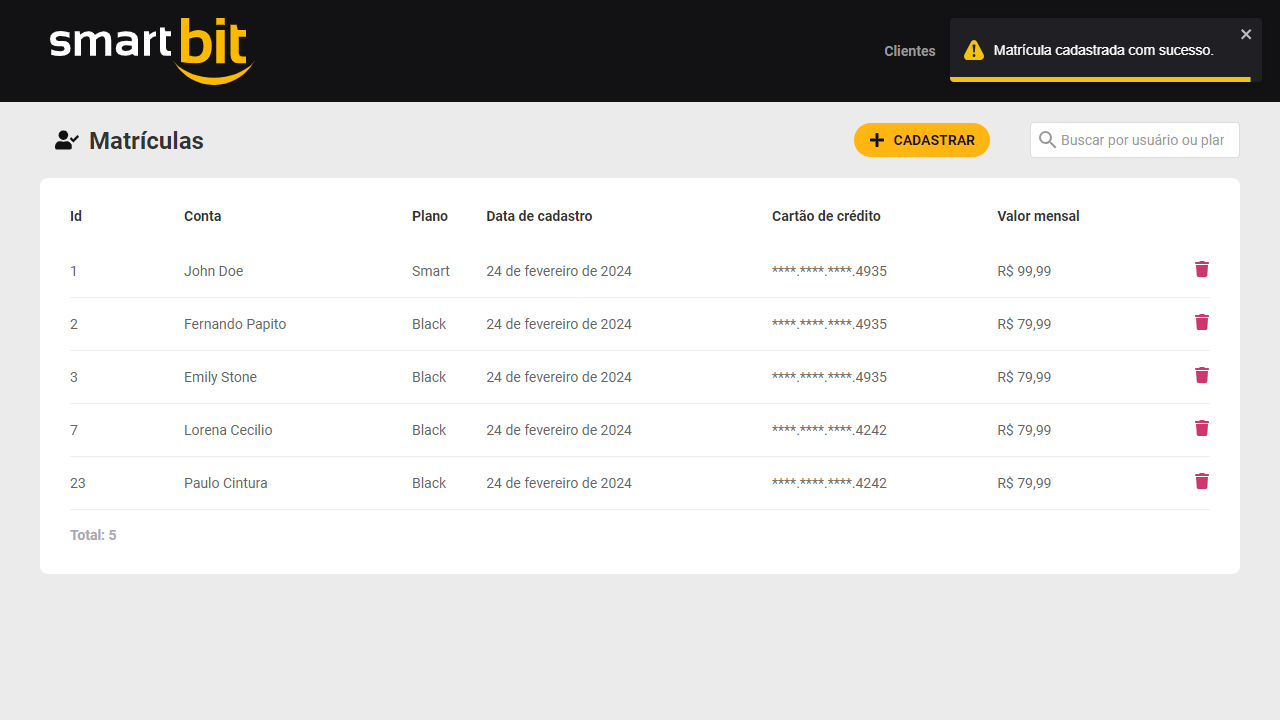 smartbit
Clientes
Matrícula cadastrada com sucesso.
Matrículas
CADASTRAR
Buscar por usuário ou plan
Id Conta Plano Data de cadastro Cartão de crédito Valor mensal
1 John Doe Smart 24 de fevereiro de 2024 ****.****.****.4935 R$ 99,99
2 Fernando Papito Black 24 de fevereiro de 2024 ****.****.****.4935 R$ 79,99
3 Emily Stone Black 24 de fevereiro de 2024 ****.****.****.4935 R$ 79,99
7 Lorena Cecilio Black 24 de fevereiro de 2024 ****.****.****.4242 R$ 79,99
23 Paulo Cintura Black 24 de fevereiro de 2024 ****.****.****.4242 R$ 79,99
Total: 5